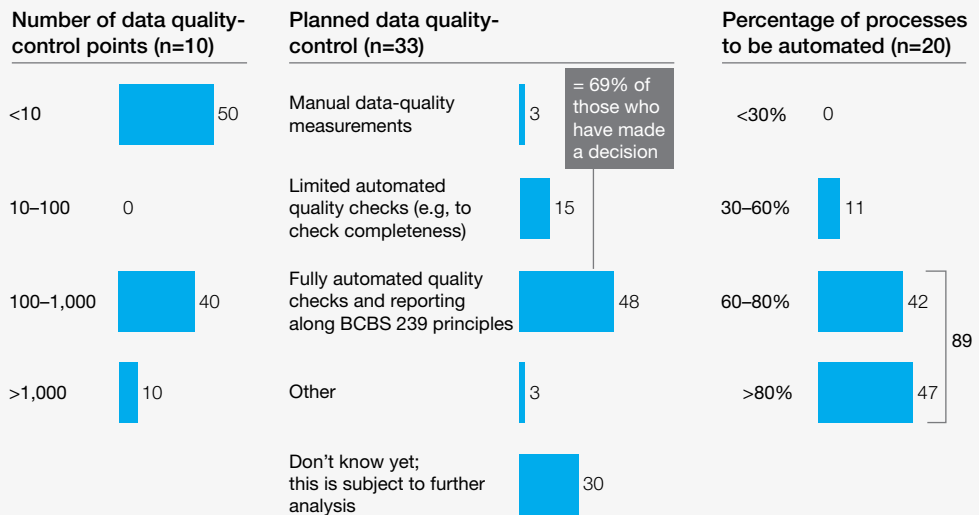 Number of data quality-
control points (n=10)
<10
50
10–100
0
100–1,000
40
>1,000
10
Planned data quality-
control (n=33)
Manual data-quality
measurements
3
= 69% of
those who
have made
a decision
Limited automated
quality checks (e.g, to
check completeness)
15
Fully automated quality
checks and reporting
along BCBS 239 principles
48
Other
3
Don't know yet;
this is subject to further
analysis
30
Percentage of processes
to be automated (n=20)
<30%
0
30–60%
11
60–80%
42
89
>80%
47